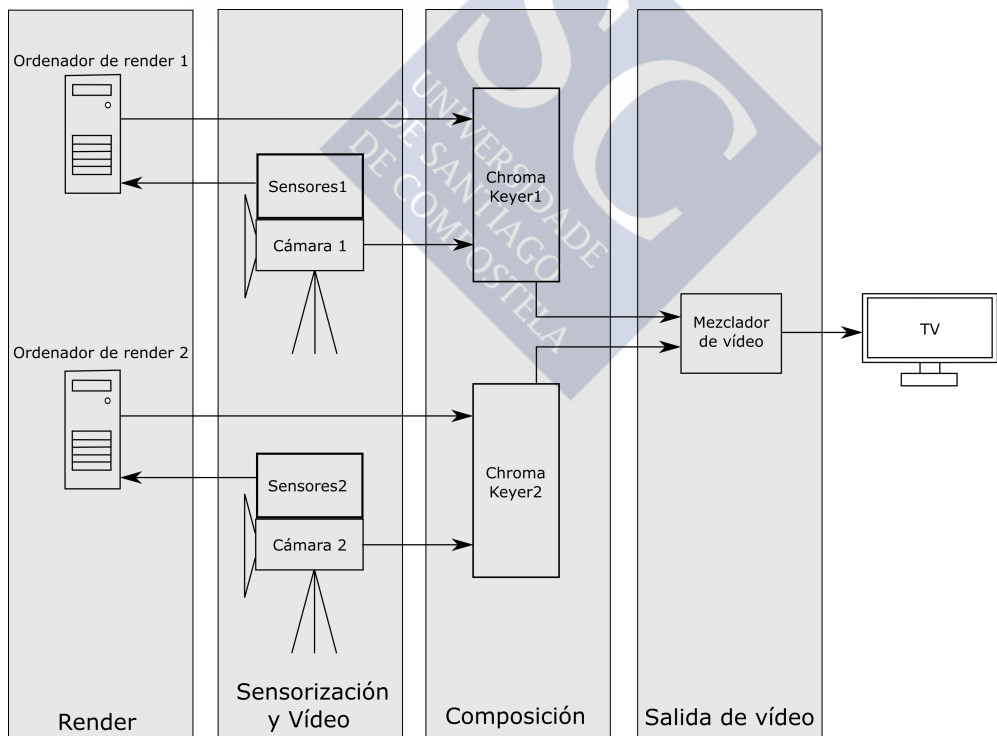 Ordenador de render 1
Sensores1
Cámara 1
Chroma
Keyer1
Ordenador de render 2
Sensores2
Cámara 2
Chroma
Keyer2
Mezclador
de vídeo
TV
Render
Sensorización
y Vídeo
Composición
Salida de vídeo
SC
UNIVERSIDADE
DE SANTIAGO
DE COMPOSTELA